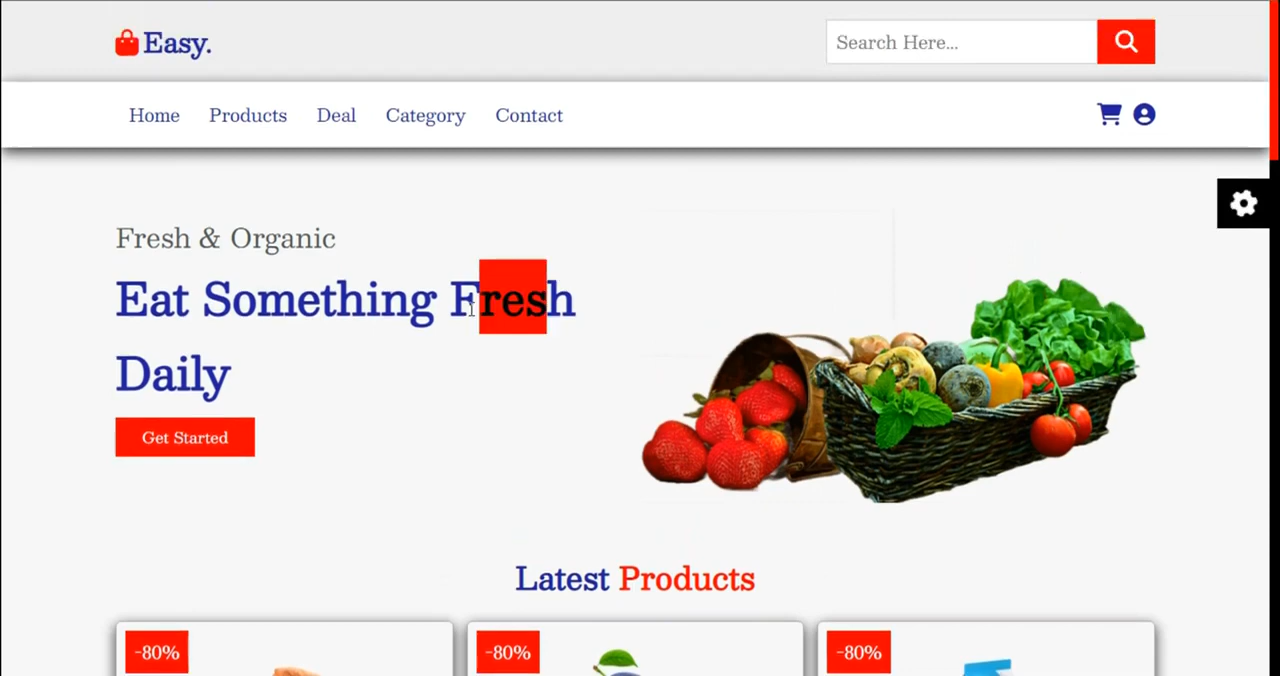 Easy.
Search Here...
Home Products Deal Category Contact
Fresh & Organic
Eat Something Fresh
Daily
Get Started
Latest Products
-80% -80% -80%